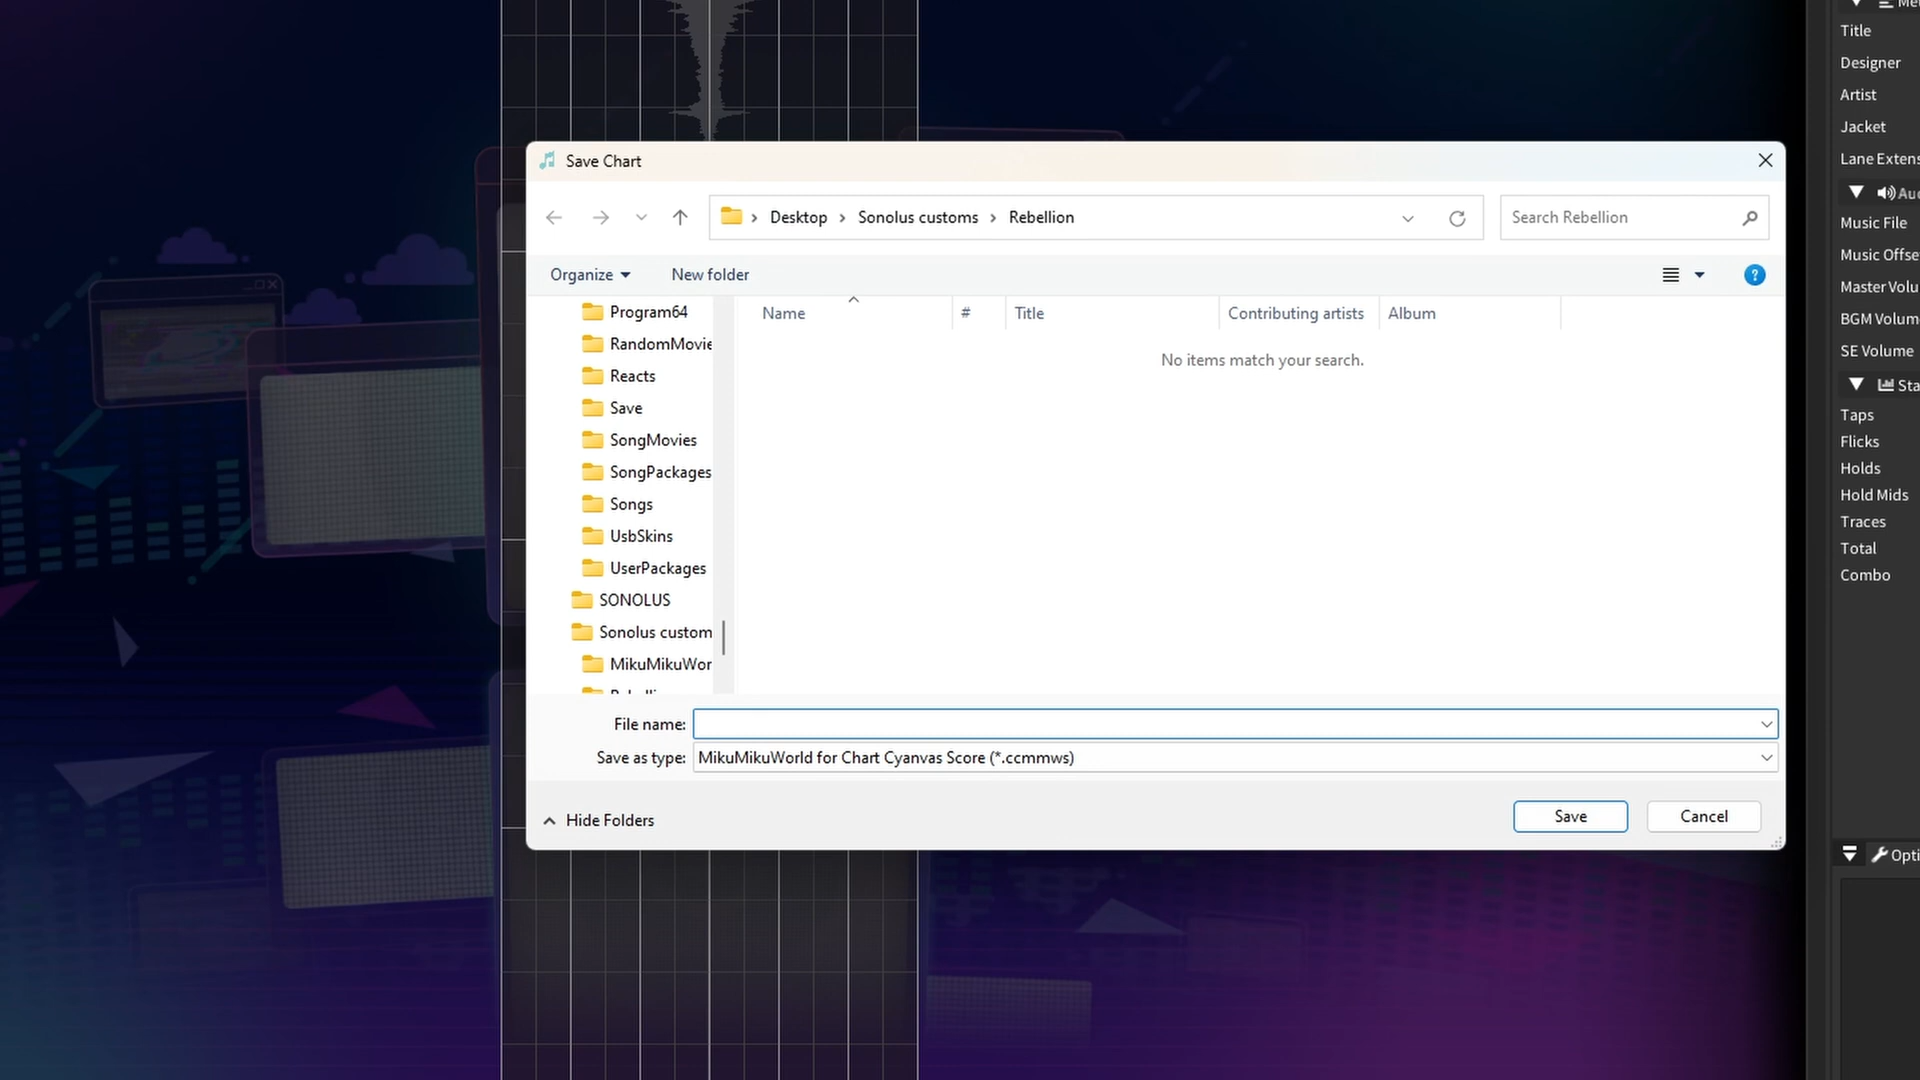 Save Chart
Desktop
Sonolus customs
Rebellion
Search Rebellion
Organize
New folder
Name
#
Title
Contributing artists
Album
No items match your search.
Program64
RandomMovie
Reacts
Save
SongMovies
SongPackages
Songs
UsbSkins
UserPackages
SONOLUS
Sonolus custom
MikuMikuWor
File name:
Save as type:
MikuMikuWorld for Chart Cyanvas Score (*.ccmmws)
Hide Folders
Save
Cancel
Title
Designer
Artist
Jacket
Lane Extens
Au
Music File
Music Offse
Master Volu
BGM Volum
SE Volume
Sta
Taps
Flicks
Holds
Hold Mids
Traces
Total
Combo
Opti